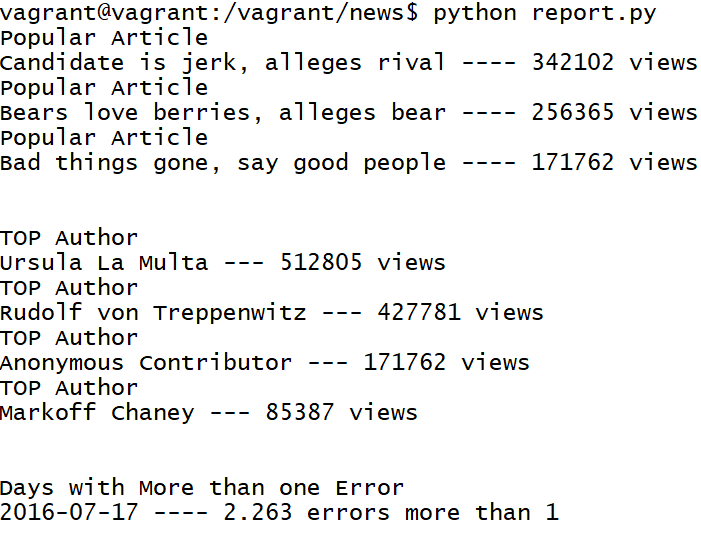 vagrant@vagrant:/vagrant/news$ python report.py
Popular Article
Candidate is jerk, alleges rival ---- 342102 views
Popular Article
Bears love berries, alleges bear ---- 256365 views
Popular Article
Bad things gone, say good people ---- 171762 views
TOP Author
Ursula La Multa --- 512805 views
TOP Author
Rudolf von Treppenwitz --- 427781 views
TOP Author
Anonymous Contributor --- 171762 views
TOP Author
Markoff Chaney --- 85387 views
Days with More than one Error
2016-07-17 ---- 2.263 errors more than 1